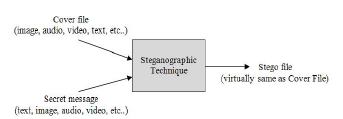 Cover file
(image, audio, video, text, etc..)
Steganographic
Technique
Stego file
(virtually same as Cover File)
Secret message
(text, image, audio, video, etc..)